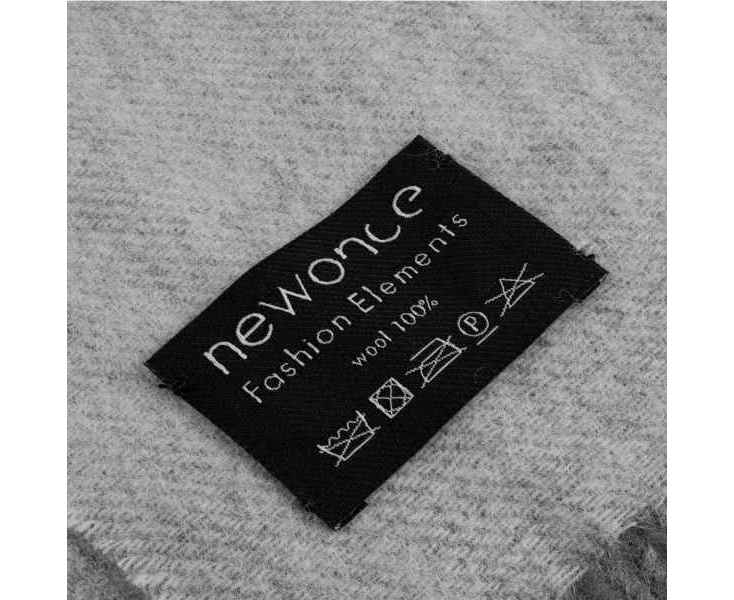 newonce
Fashion Elements
wool 100%
P